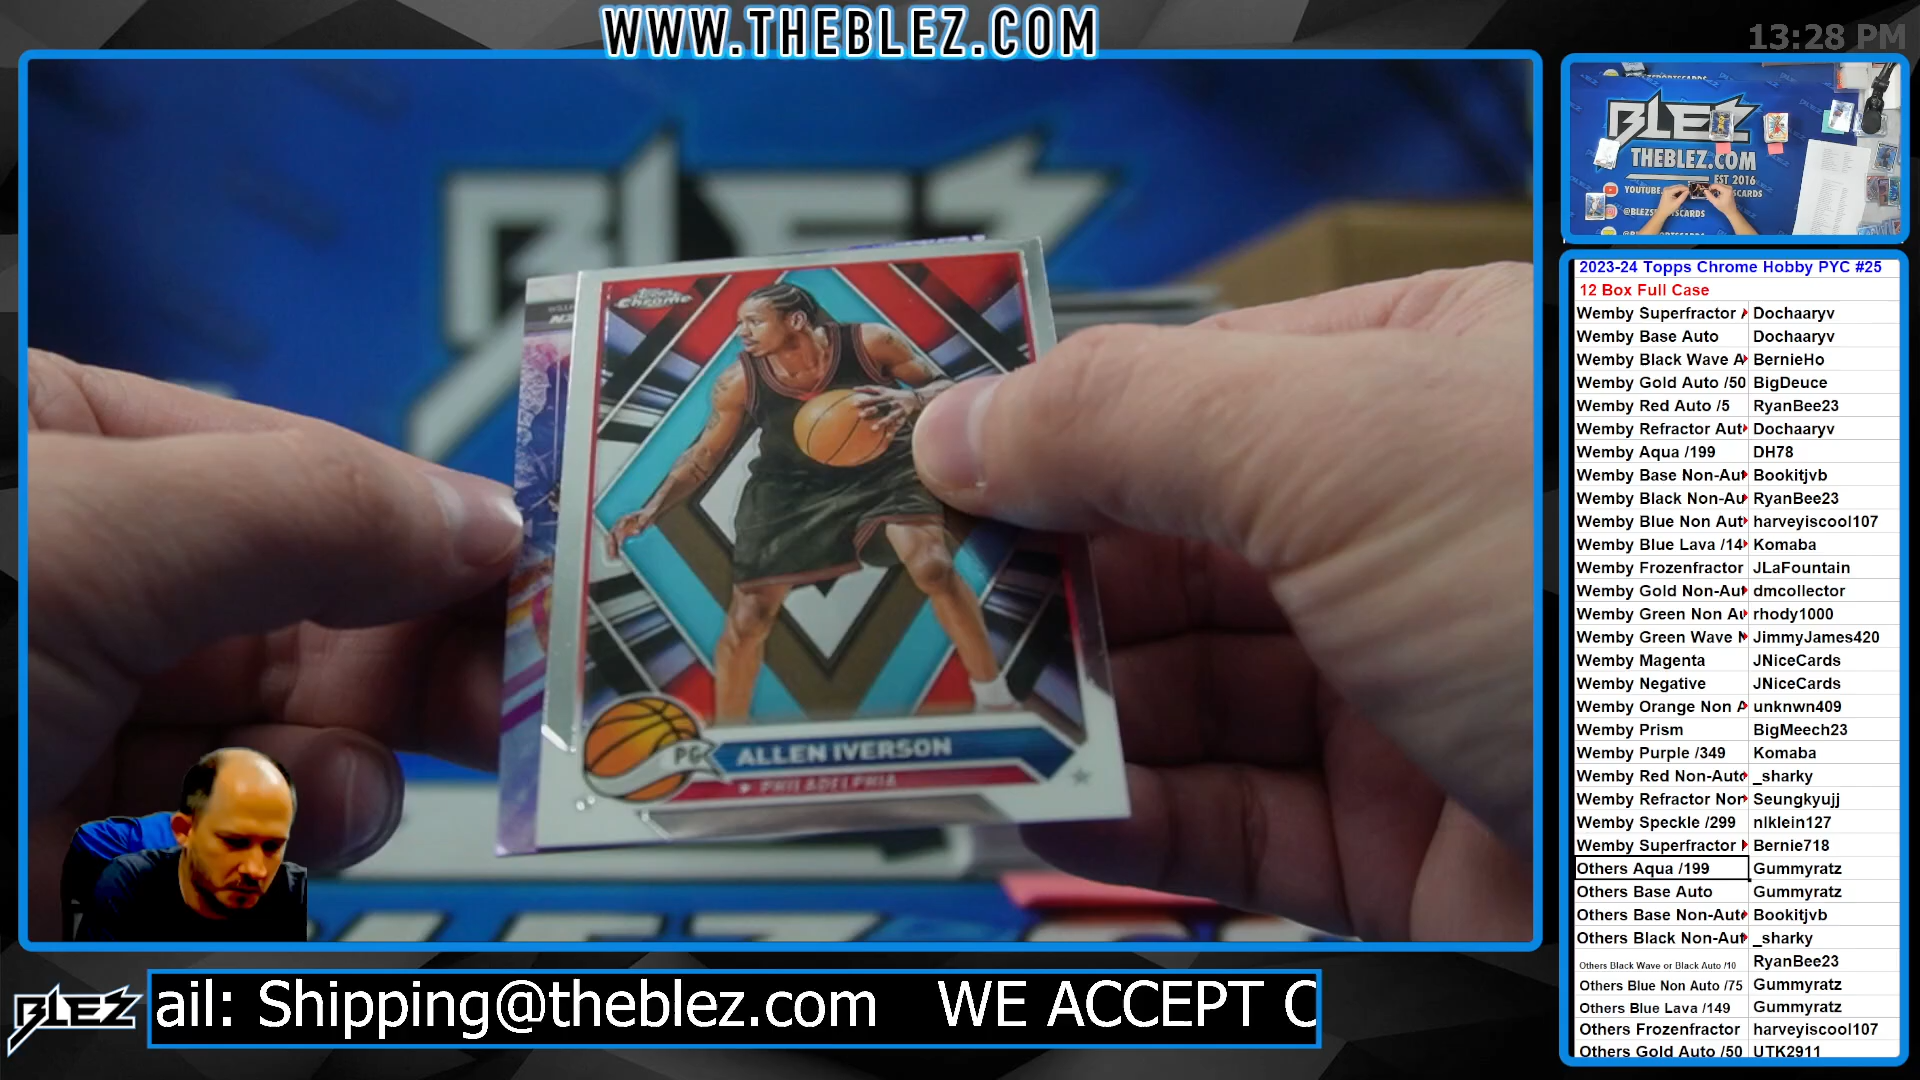 WWW.THEBLEZ.COM
13:28 PM
BLEZ
BLEZ
THEBLEZ.COM
EST 2016
Topps
Chrome
PG
ALLEN IVERSON
PHILADELPHIA
2023-24 Topps Chrome Hobby PYC #25
12 Box Full Case
Wemby Superfractor A Dochaaryv
Wemby Base Auto Dochaaryv
Wemby Black Wave A BernieHo
Wemby Gold Auto /50 BigDeuce
Wemby Red Auto /5 RyanBee23
Wemby Refractor Aut Dochaaryv
Wemby Aqua /199 DH78
Wemby Base Non-Aut Bookitjvb
Wemby Black Non-Au RyanBee23
Wemby Blue Non Aut harveyiscool107
Wemby Blue Lava /14 Komaba
Wemby Frozenfractor JLaFountain
Wemby Gold Non-Aut dmcollector
Wemby Green Non Au rhody1000
Wemby Green Wave N JimmyJames420
Wemby Magenta JNiceCards
Wemby Negative JNiceCards
Wemby Orange Non A unknwn409
Wemby Prism BigMeech23
Wemby Purple /349 Komaba
Wemby Red Non-Auto _sharky
Wemby Refractor Non Seungkyujj
Wemby Speckle /299 nlklein127
Wemby Superfractor Bernie718
Others Aqua /199 Gummyratz
Others Base Auto Gummyratz
Others Base Non-Auto Bookitjvb
Others Black Non-Aut _sharky
Others Black Wave or Black Auto /10 RyanBee23
Others Blue Non Auto /75 Gummyratz
Others Blue Lava /149 Gummyratz
Others Frozenfractor harveyiscool107
Others Gold Auto /50 UTK2911
BLEZ
ail: Shipping@theblez.com WE ACCEPT C